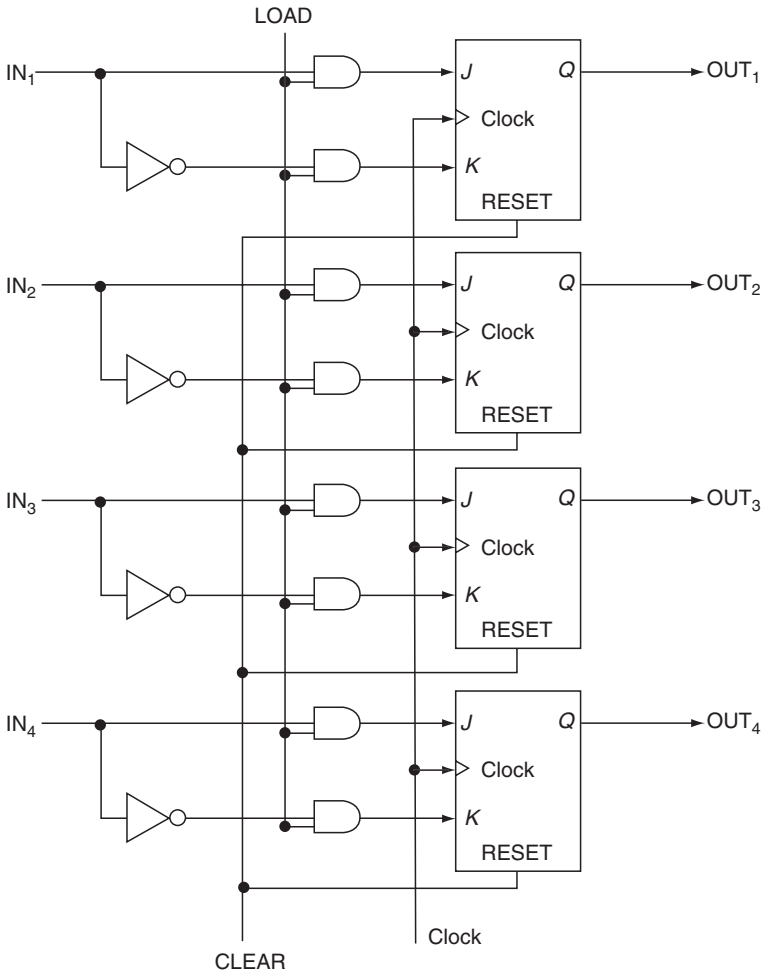 LOAD
IN₁ J Q OUT₁
Clock
K
RESET
IN₂ J Q OUT₂
Clock
K
RESET
IN₃ J Q OUT₃
Clock
K
RESET
IN₄ J Q OUT₄
Clock
K
RESET
Clock
CLEAR